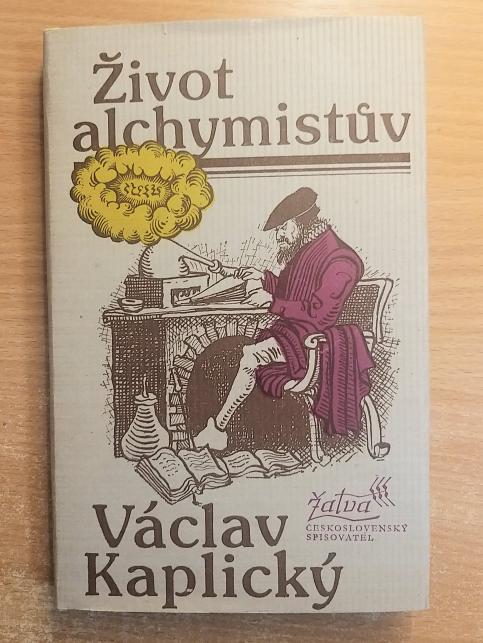 Život
alchymistův
Žatva
ČESKOSLOVENSKÝ
SPISOVATEL
Václav
Kaplický